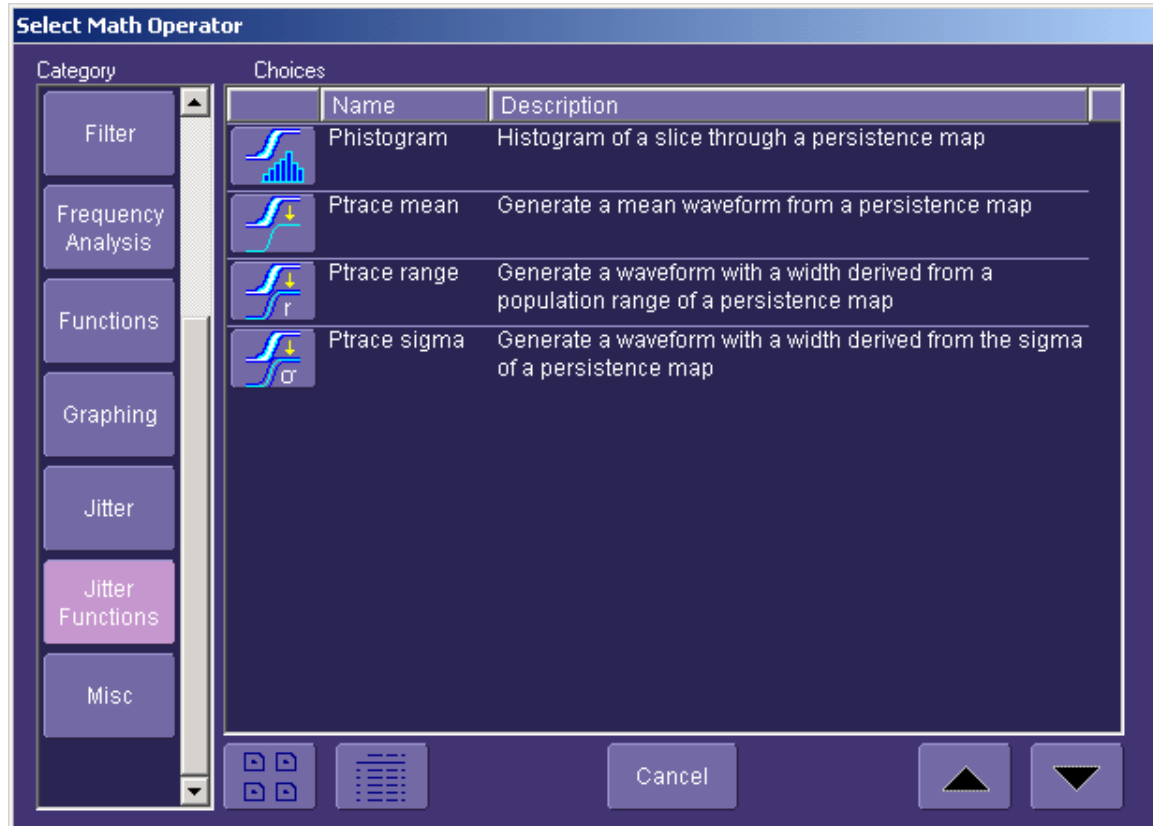 Select Math Operator
Category
Choices
Filter
Frequency
Analysis
Functions
Graphing
Jitter
Jitter
Functions
Misc
Name Description
Phistogram Histogram of a slice through a persistence map
Ptrace mean Generate a mean waveform from a persistence map
Ptrace range Generate a waveform with a width derived from a
population range of a persistence map
r
Ptrace sigma Generate a waveform with a width derived from the sigma
of a persistence map
σ
Cancel